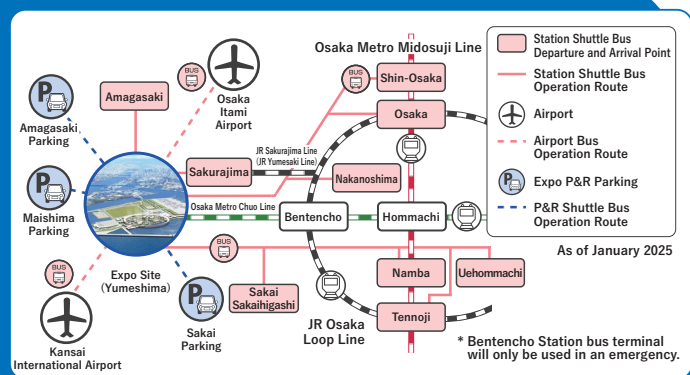 Osaka Metro Midosuji Line
BUS
Osaka
Itami
Airport
P
Amagasaki
Parking
Amagasaki
BUS
Shin-Osaka
Osaka
JR Sakurajima Line
(JR Yumesaki Line)
Sakurajima
Nakanoshima
P
Maishima
Parking
Osaka Metro Chuo Line
Bentencho
Hommachi
Expo Site
(Yumeshima)
BUS
BUS
Kansai
International Airport
P
Sakai
Parking
Sakai
Sakaihigashi
Namba
Uehommachi
Tennoji
JR Osaka
Loop Line
Station Shuttle Bus
Departure and Arrival Point
Station Shuttle Bus
Operation Route
Airport
Airport Bus
Operation Route
P
Expo P&R Parking
P&R Shuttle Bus
Operation Route
As of January 2025
* Bentencho Station bus terminal
will only be used in an emergency.